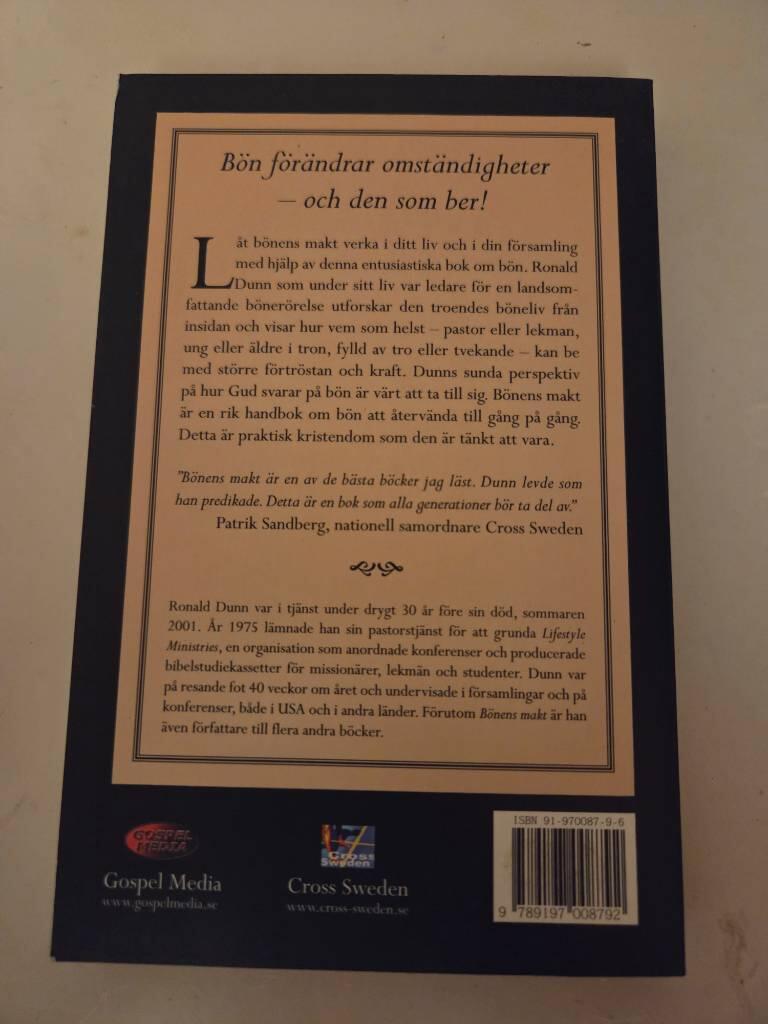 Bön förändrar omständigheter
– och den som ber!
Låt bönens makt verka i ditt liv och i din församling
med hjälp av denna entusiastiska bok om bön. Ronald
Dunn som under sitt liv var ledare för en landsom-
fattande bönerörelse utforskar den troendes böneliv från
insidan och visar hur vem som helst – pastor eller lekman,
ung eller äldre i tron, fylld av tro eller tvekande – kan be
med större förtröstan och kraft. Dunns sunda perspektiv
på hur Gud svarar på bön är värt att ta till sig. Bönens makt
är en rik handbok om bön att återvända till gång på gång.
Detta är praktisk kristendom som den är tänkt att vara.
"Bönens makt är en av de bästa böcker jag läst. Dunn levde som
han predikade. Detta är en bok som alla generationer bör ta del av."
Patrik Sandberg, nationell samordnare Cross Sweden
Ronald Dunn var i tjänst under drygt 30 år före sin död, sommaren
2001. År 1975 lämnade han sin pastorstjänst för att grunda Lifestyle
Ministries, en organisation som anordnade konferenser och producerade
bibelstudiekassetter för missionärer, lekmän och studenter. Dunn var
på resande fot 40 veckor om året och undervisade i församlingar och på
konferenser, både i USA och i andra länder. Förutom Bönens makt är han
även författare till flera andra böcker.
GOSPEL
MEDIA
Gospel Media
www.gospelmedia.se
Cross
Sweden
Cross Sweden
www.cross-sweden.se
ISBN 91-970087-9-6
9 789197 008792